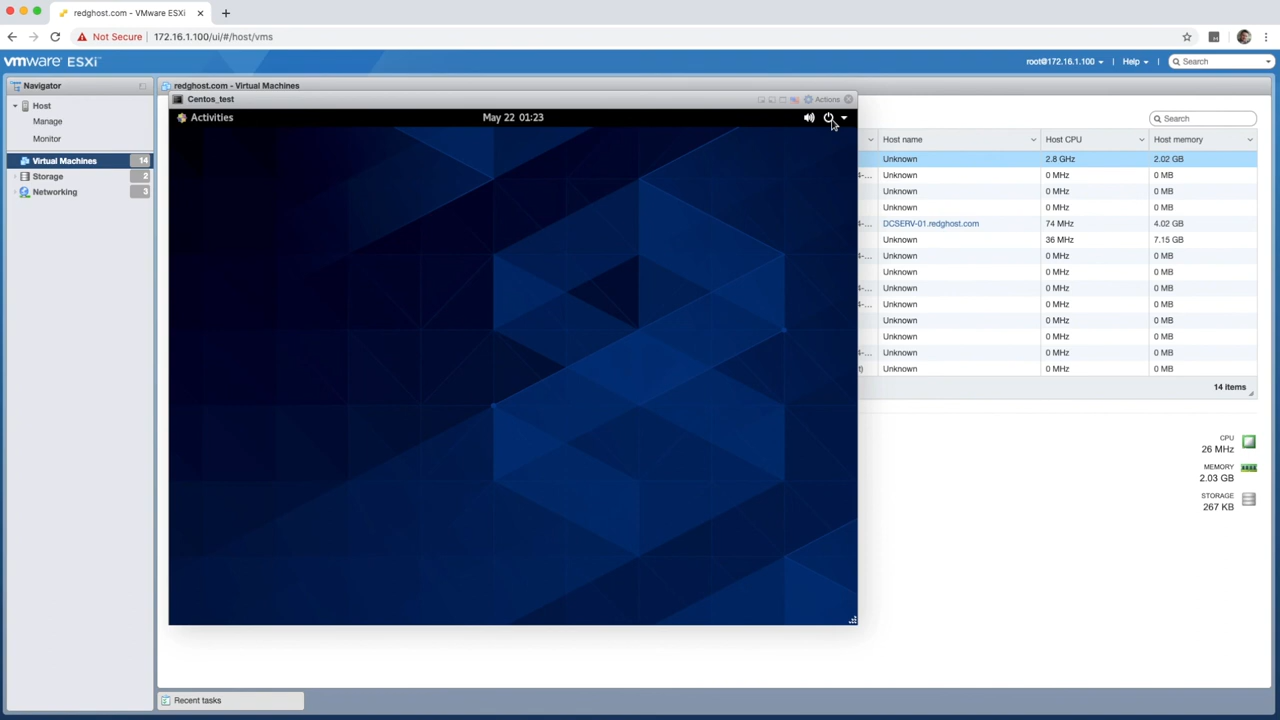 redghost.com - VMware ESXi
Not Secure
172.16.1.100/ui/#/host/vms
vmware ESXi
root@172.16.1.100
Help
Search
Navigator
redghost.com - Virtual Machines
Host
Manage
Monitor
Virtual Machines 14
Storage 2
Networking 3
Centos_test
Actions
Activities
May 22 01:23
Search
Host name Host CPU Host memory
Unknown 2.8 GHz 2.02 GB
4-... Unknown 0 MHz 0 MB
Unknown 0 MHz 0 MB
Unknown 0 MHz 0 MB
4-... DCSERV-01.redghost.com 74 MHz 4.02 GB
Unknown 36 MHz 7.15 GB
4-... Unknown 0 MHz 0 MB
Unknown 0 MHz 0 MB
4-... Unknown 0 MHz 0 MB
4-... Unknown 0 MHz 0 MB
Unknown 0 MHz 0 MB
Unknown 0 MHz 0 MB
4-... Unknown 0 MHz 0 MB
t) Unknown 0 MHz 0 MB
14 items
CPU
26 MHz
MEMORY
2.03 GB
STORAGE
267 KB
Recent tasks